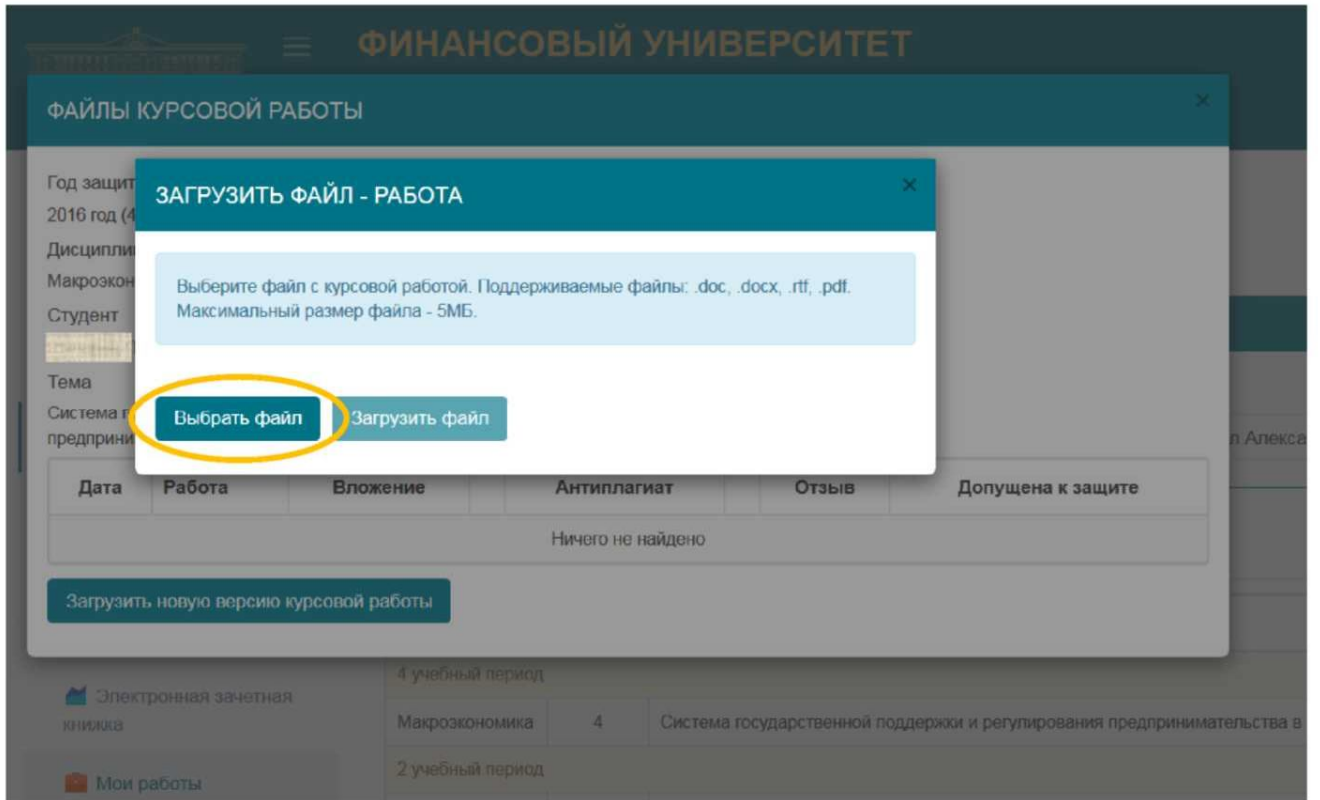 ФИНАНСОВЫЙ УНИВЕРСИТЕТ
ФАЙЛЫ КУРСОВОЙ РАБОТЫ
×
Год защит
2016 год (4
Дисципли
Макроэкон
Студент
Тема
Система
предприни
ЗАГРУЗИТЬ ФАЙЛ - РАБОТА
×
Выберите файл с курсовой работой. Поддерживаемые файлы: .doc, .docx, .rtf, .pdf.
Максимальный размер файла - 5МБ.
Выбрать файл
Загрузить файл
л Алекса
Дата Работа Вложение Антиплагиат Отзыв Допущена к защите
Ничего не найдено
Загрузить новую версию курсовой работы
4 учебный период
Электронная зачетная
книжка
Макроэкономика 4 Система государственной поддержки и регулирования предпринимательства в
2 учебный период
Мои работы